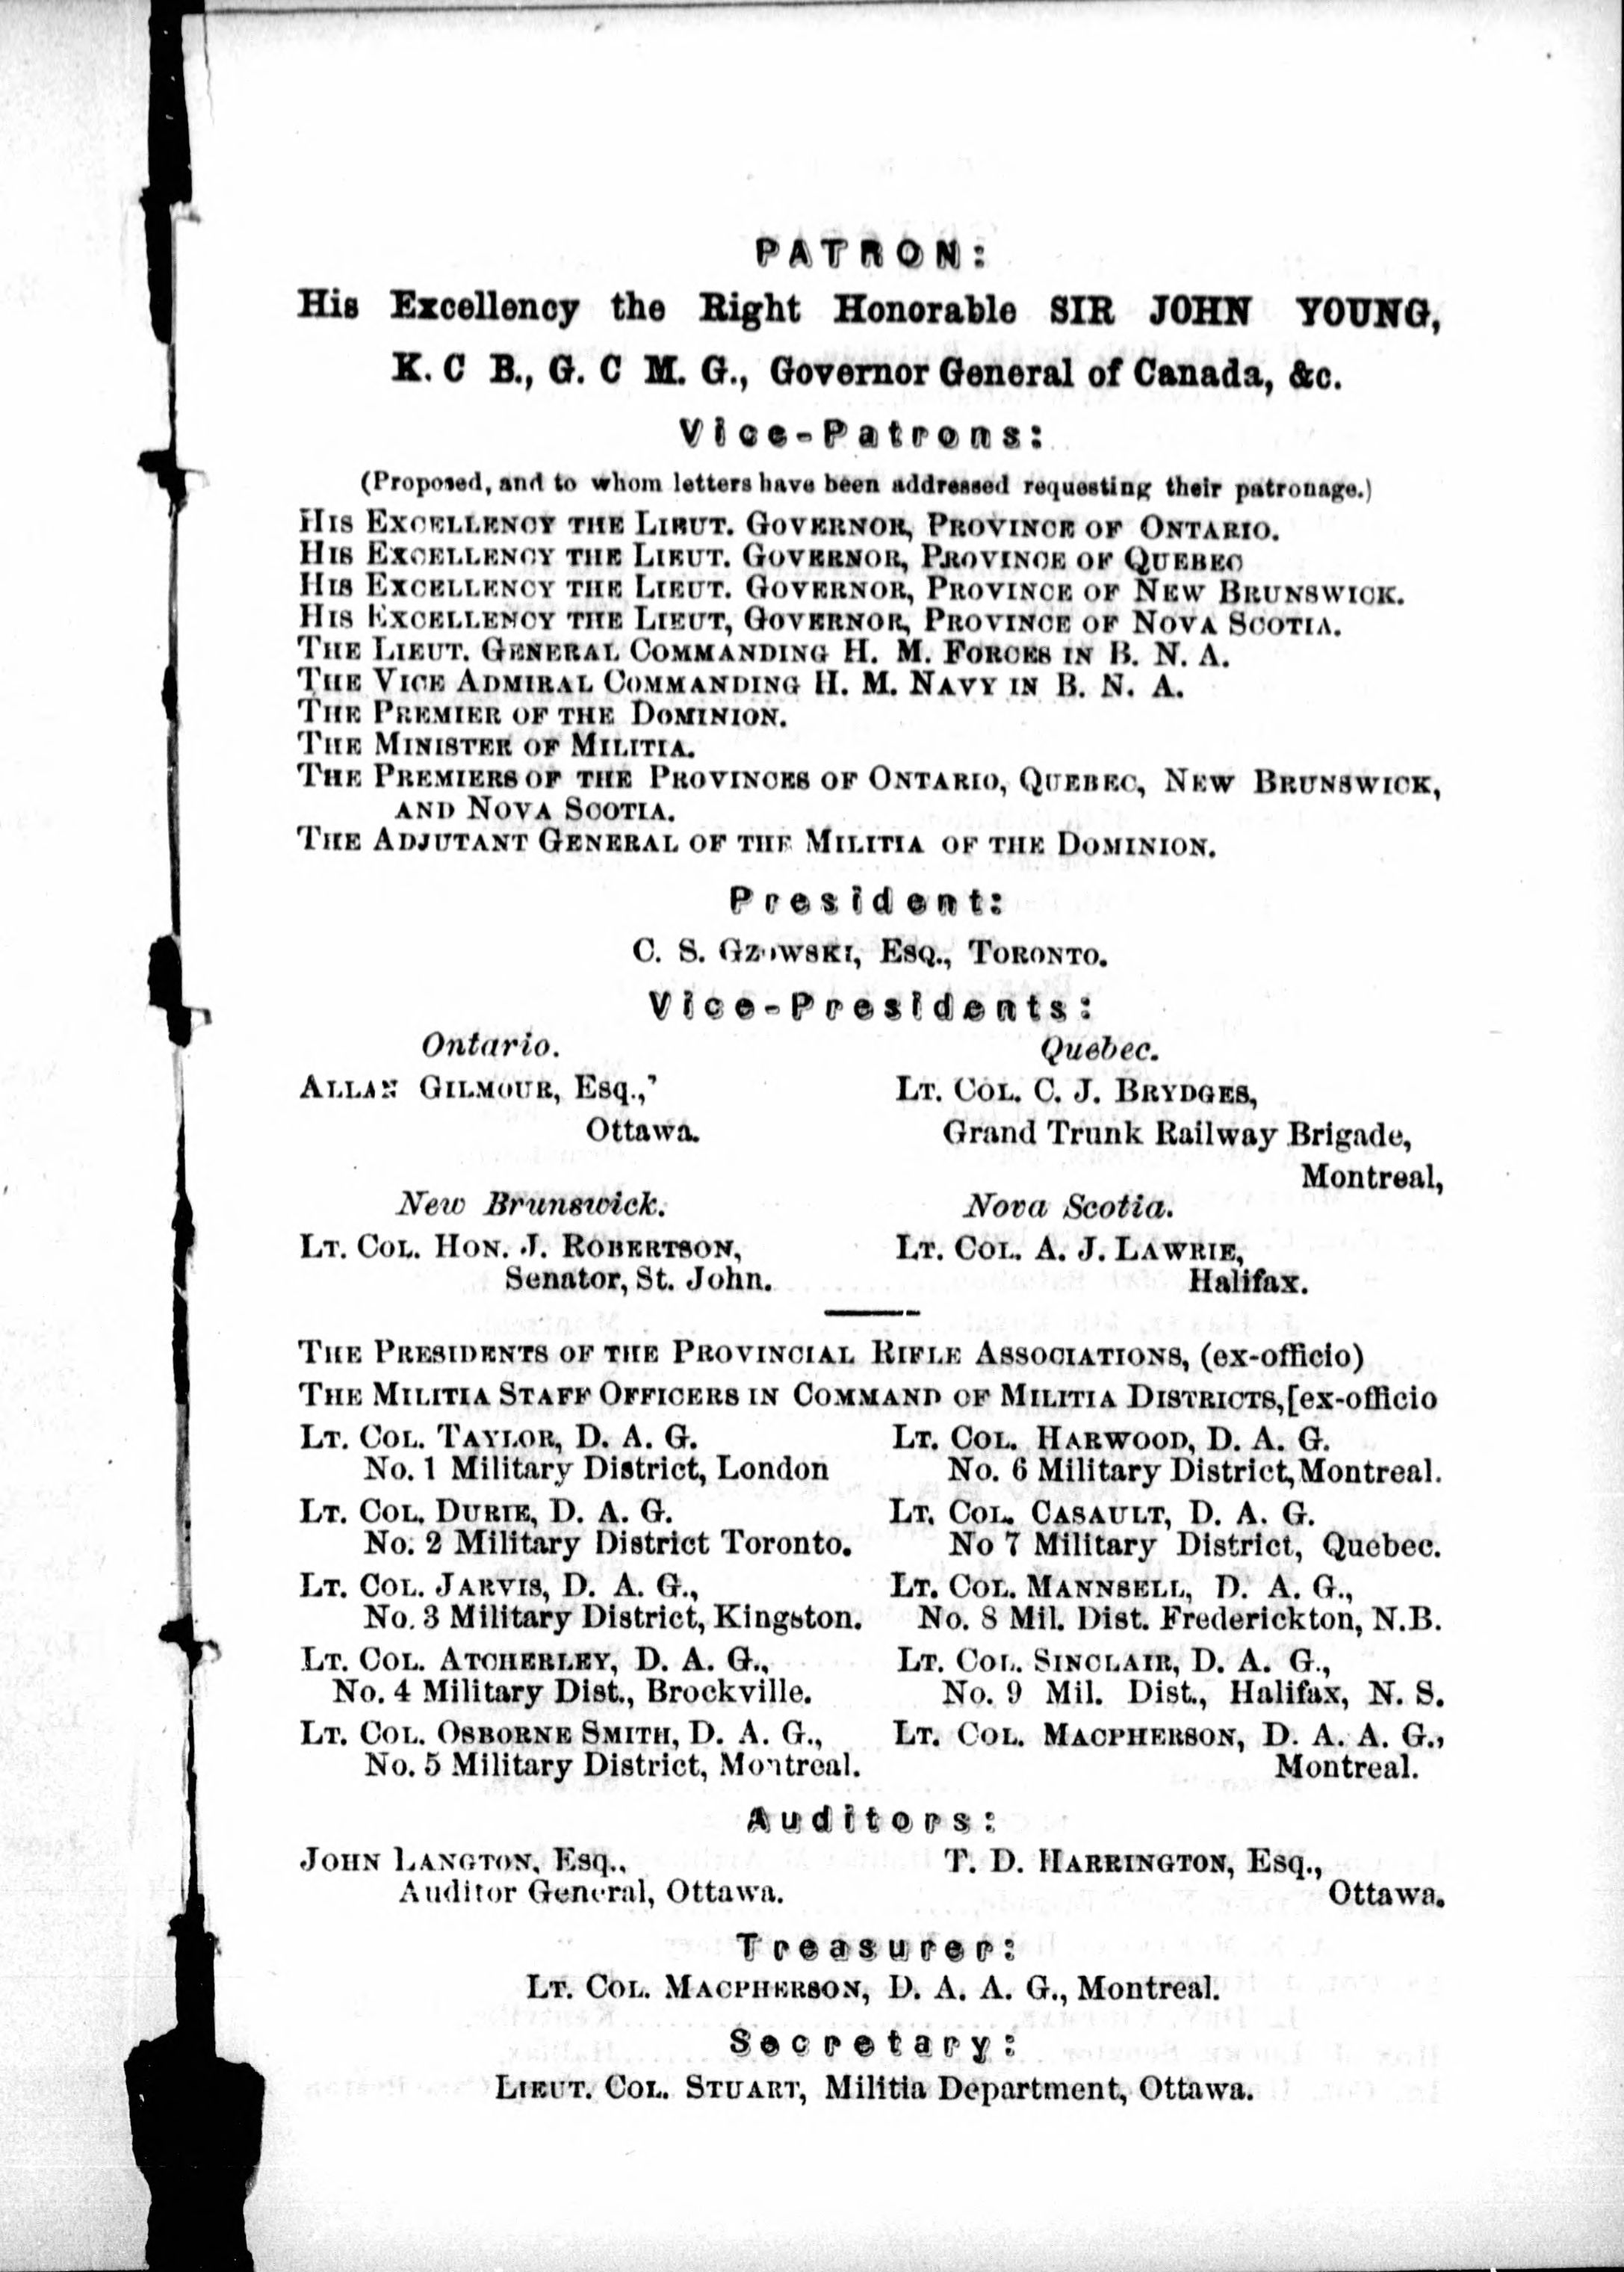 PATRON:
His Excellency the Right Honorable SIR JOHN YOUNG,
K. C B., G. C M. G., Governor General of Canada, &c.
Vice-Patrons:
(Proposed, and to whom letters have been addressed requesting their patronage.)
HIS EXCELLENCY THE LIEUT. GOVERNOR, PROVINCE OF ONTARIO.
HIS EXCELLENCY THE LIEUT. GOVERNOR, PROVINCE OF QUEBEC
HIS EXCELLENCY THE LIEUT. GOVERNOR, PROVINCE OF NEW BRUNSWICK.
HIS EXCELLENCY THE LIEUT, GOVERNOR, PROVINCE OF NOVA SCOTIA.
THE LIEUT. GENERAL COMMANDING H. M. FORCES IN B. N. A.
THE VICE ADMIRAL COMMANDING H. M. NAVY IN B. N. A.
THE PREMIER OF THE DOMINION.
THE MINISTER OF MILITIA.
THE PREMIERS OF THE PROVINCES OF ONTARIO, QUEBEC, NEW BRUNSWICK,
AND NOVA SCOTIA.
THE ADJUTANT GENERAL OF THE MILITIA OF THE DOMINION.
President:
C. S. GZOWSKI, ESQ., TORONTO.
Vice-Presidents:
Ontario.
ALLAN GILMOUR, Esq.,
Ottawa.
Quebec.
LT. COL. C. J. BRYDGES,
Grand Trunk Railway Brigade,
Montreal,
New Brunswick.
LT. COL. HON. J. ROBERTSON,
Senator, St. John.
Nova Scotia.
LT. COL. A. J. LAWRIE,
Halifax.
THE PRESIDENTS OF THE PROVINCIAL RIFLE ASSOCIATIONS, (ex-officio)
THE MILITIA STAFF OFFICERS IN COMMAND OF MILITIA DISTRICTS,[ex-officio
LT. COL. TAYLOR, D. A. G.
No. 1 Military District, London
LT. COL. DURIE, D. A. G.
No. 2 Military District Toronto.
LT. COL. JARVIS, D. A. G.,
No. 3 Military District, Kingston.
LT. COL. ATCHERLEY, D. A. G.,
No. 4 Military Dist., Brockville.
LT. COL. OSBORNE SMITH, D. A. G.,
No. 5 Military District, Montreal.
LT. COL. HARWOOD, D. A. G.
No. 6 Military District, Montreal.
LT. COL. CASAULT, D. A. G.
No 7 Military District, Quebec.
LT. COL. MANNSELL, D. A. G.,
No. 8 Mil. Dist. Frederickton, N.B.
LT. COL. SINCLAIR, D. A. G.,
No. 9 Mil. Dist., Halifax, N. S.
LT. COL. MACPHERSON, D. A. A. G.,
Montreal.
Auditors:
JOHN LANGTON, Esq.,
Auditor General, Ottawa.
T. D. HARRINGTON, Esq.,
Ottawa.
Treasurer:
LT. COL. MACPHERSON, D. A. A. G., Montreal.
Secretary:
LIEUT. COL. STUART, Militia Department, Ottawa.